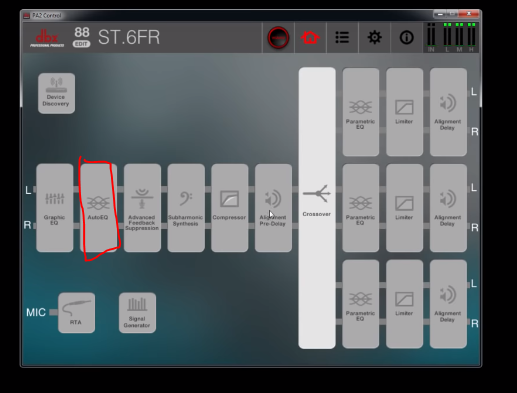 PA2 Control
dbx
PROFESSIONAL PRODUCTS
88
EDIT
ST.6FR
IN L M H
Device
Discovery
L
R
Graphic
EQ
AutoEQ
Advanced
Feedback
Suppression
Subharmonic
Synthesis
Compressor
Alignment
Pre-Delay
Crossover
Parametric
EQ
Limiter
Alignment
Delay
L
R
Parametric
EQ
Limiter
Alignment
Delay
L
R
Parametric
EQ
Limiter
Alignment
Delay
L
R
MIC
RTA
Signal
Generator